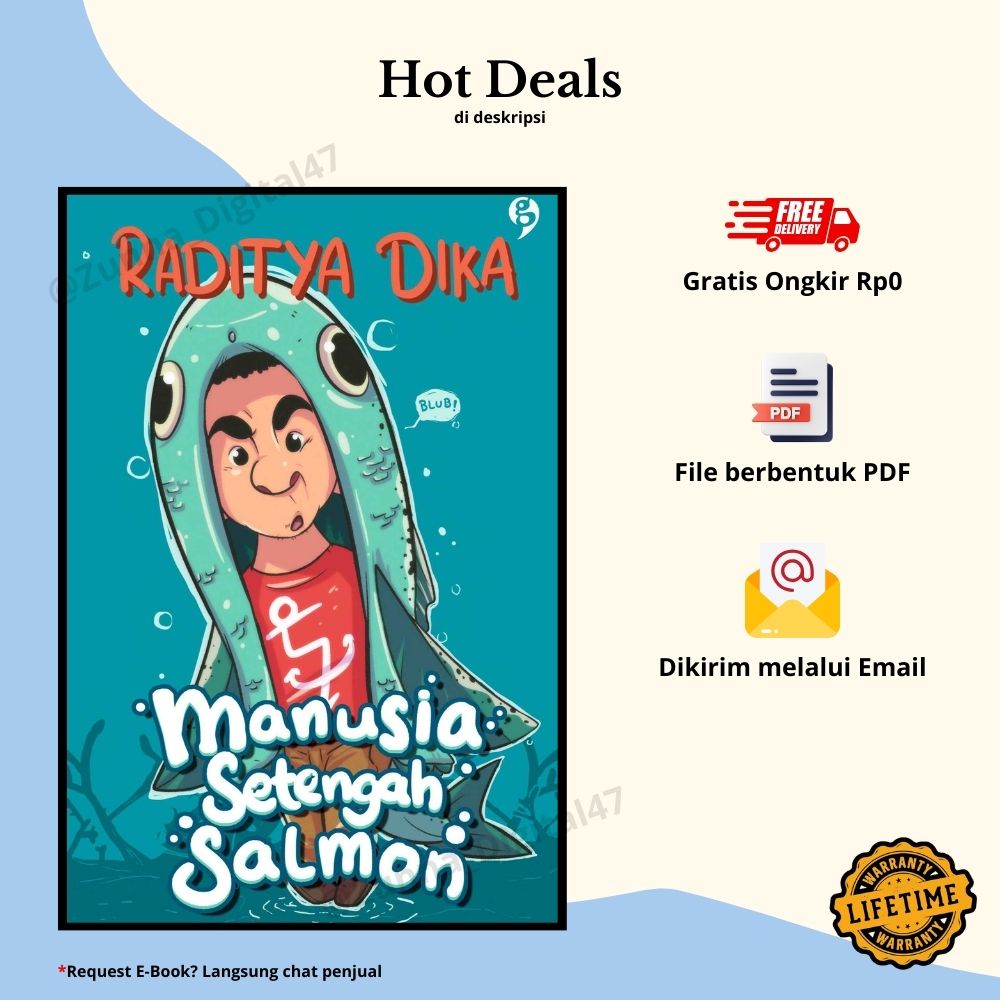 Hot Deals
di deskripsi
@Zubna_Digital47
g
RADITYA DIKA
BLUB!
manusia
Setengah
Salmon
FREE
DELIVERY
Gratis Ongkir Rp0
PDF
File berbentuk PDF
@
Dikirim melalui Email
WARRANTY
LIFETIME
WARRANTY
*Request E-Book? Langsung chat penjual